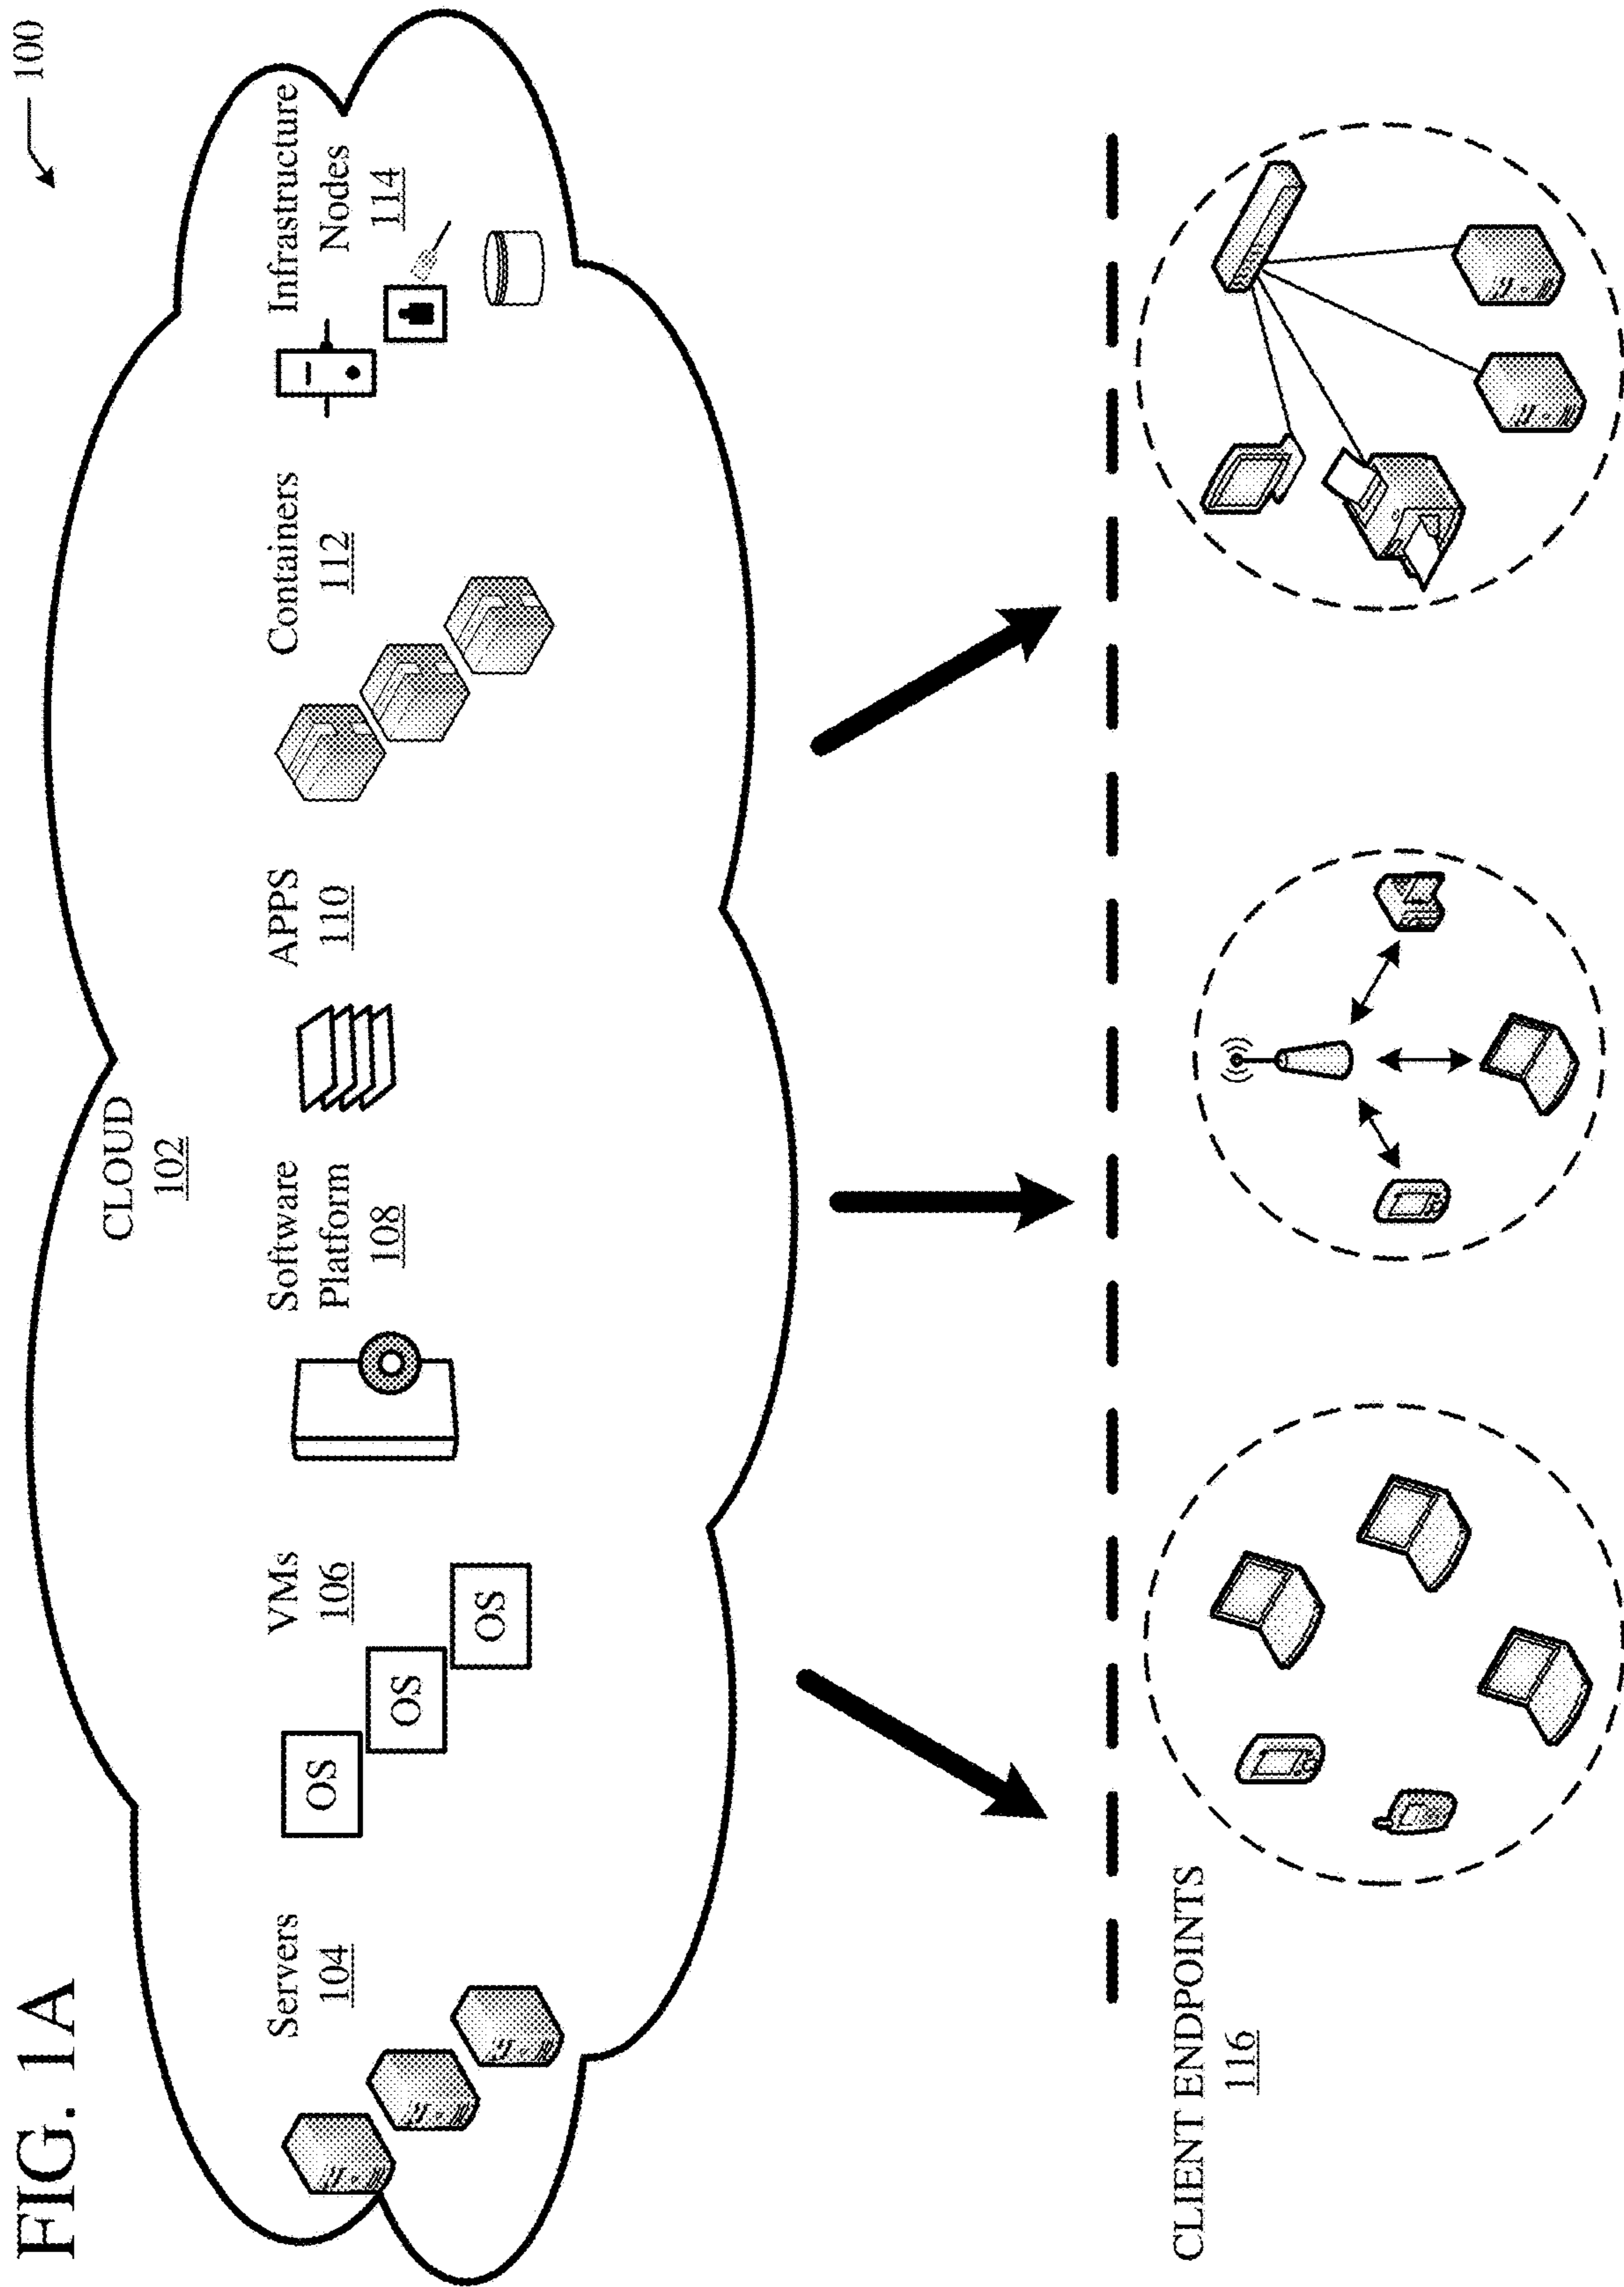 FIG. 1A
100
CLOUD
102
Servers
104
VMs
106
OS
OS
OS
Software
Platform
108
APPS
110
Containers
112
Infrastructure
Nodes
114
CLIENT ENDPOINTS
116